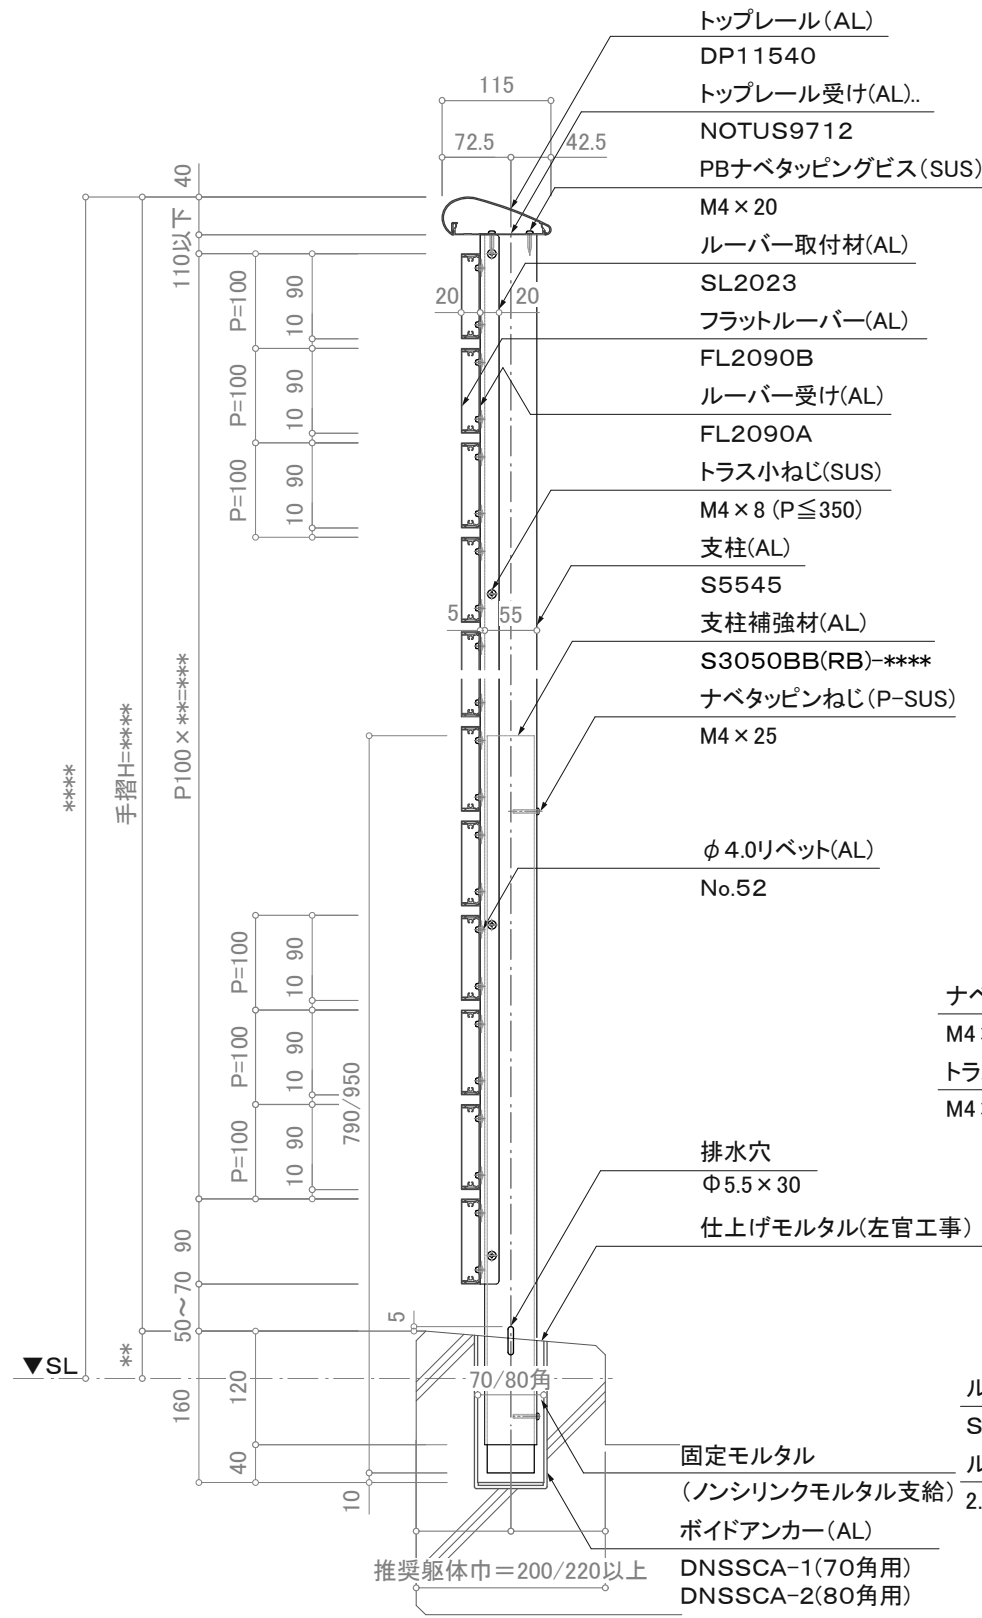 トップレール(AL)
DP11540
トップレール受け(AL)..
NOTUS9712
PBナベタッピングビス(SUS)
M4×20
ルーバー取付材(AL)
SL2023
フラットルーバー(AL)
FL2090B
ルーバー受け(AL)
FL2090A
トラス小ねじ(SUS)
M4×8 (P≦350)
支柱(AL)
S5545
支柱補強材(AL)
S3050BB(RB)-****
ナベタッピンねじ(P-SUS)
M4×25
φ4.0リベット(AL)
No.52
排水穴
Φ5.5×30
仕上げモルタル(左官工事)
固定モルタル
(ノンシリンクモルタル支給)
ボイドアンカー(AL)
DNSSCA-1(70角用)
DNSSCA-2(80角用)
115
72.5
42.5
40
110以下
P=100
10 90
P=100
10 90
P=100
10 90
20
20
5
55
****
手摺H=****
P100×**=****
P=100
10 90
P=100
10 90
P=100
10 90
790/950
90
50~70
5
▼SL
**
160
120
40
10
70/80角
推奨躯体巾=200/220以上
ナベ
M4
トラ
M4
ル
S
ル
2.